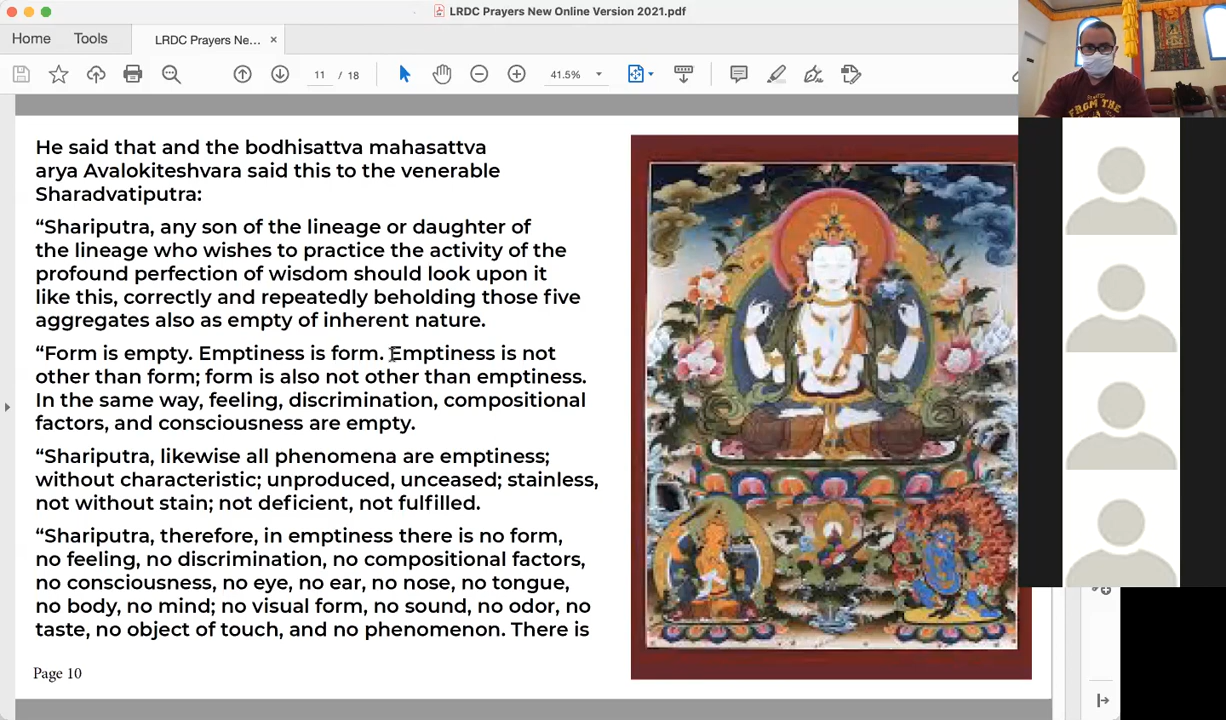 LRDC Prayers New Online Version 2021.pdf
Home
Tools
LRDC Prayers Ne...
11 / 18
41.5%
FROM THE
He said that and the bodhisattva mahasattva
arya Avalokiteshvara said this to the venerable
Sharadvatiputra:
“Shariputra, any son of the lineage or daughter of
the lineage who wishes to practice the activity of the
profound perfection of wisdom should look upon it
like this, correctly and repeatedly beholding those five
aggregates also as empty of inherent nature.
“Form is empty. Emptiness is form. Emptiness is not
other than form; form is also not other than emptiness.
In the same way, feeling, discrimination, compositional
factors, and consciousness are empty.
“Shariputra, likewise all phenomena are emptiness;
without characteristic; unproduced, unceased; stainless,
not without stain; not deficient, not fulfilled.
“Shariputra, therefore, in emptiness there is no form,
no feeling, no discrimination, no compositional factors,
no consciousness, no eye, no ear, no nose, no tongue,
no body, no mind; no visual form, no sound, no odor, no
taste, no object of touch, and no phenomenon. There is
Page 10